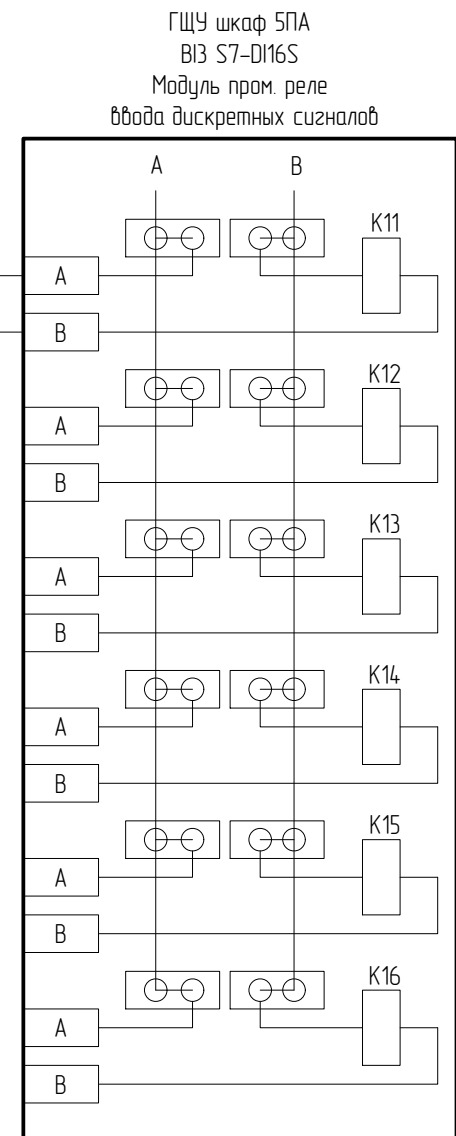 ГЩУ шкаф 5ПА
BI3 S7-DI16S
Модуль пром. реле
ввода дискретных сигналов
A B
K11
A
B
K12
A
B
K13
A
B
K14
A
B
K15
A
B
K16
A
B